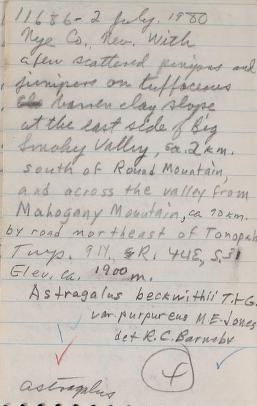 11686 - 2 July, 1980
Nye Co., Nev. With
a few scattered pinyons and
junipers on tuffaceous
barren clay slope
at the east side of Big
Smoky Valley, ca. 2 km.
south of Round Mountain,
and across the valley from
Mahogany Mountain, ca 70 km.
by road northeast of Tonopah
Twp. 9N, R. 44E, S31
Elev. ca. 1900 m.
Astragalus beckwithii T.+G.
var. purpureus M.E. Jones
det R.C. Barneby
4
astragalus